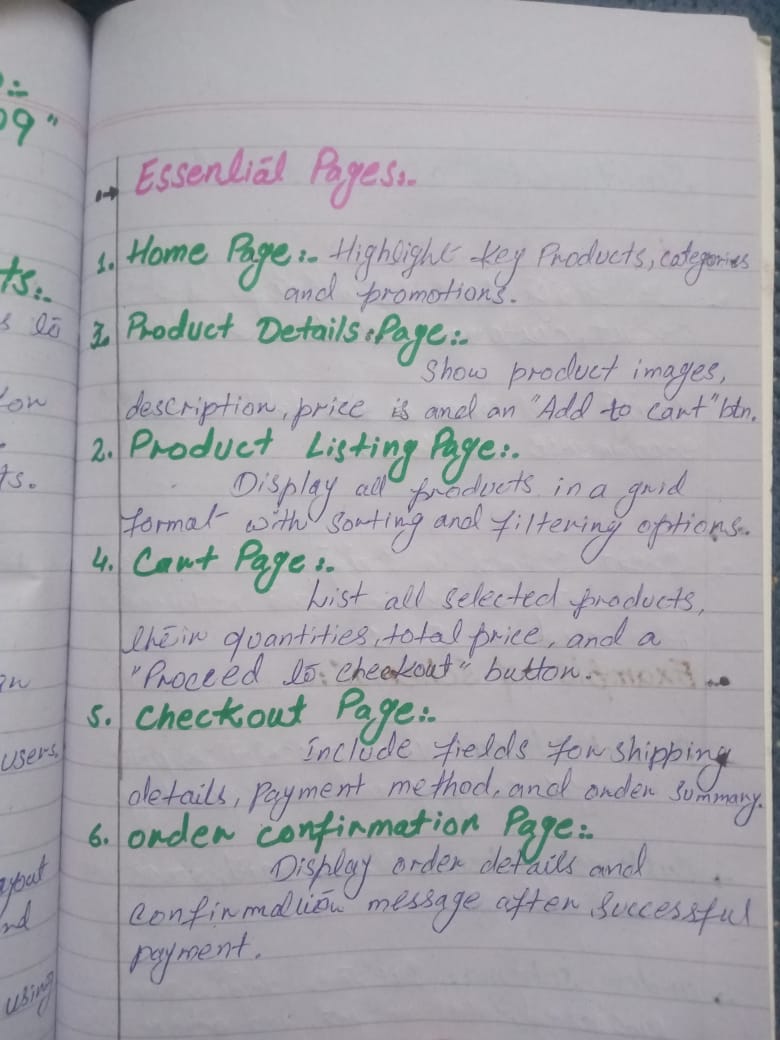 09"
ts:-
→ Essential Pages:-
1. Home Page:- Highlight key Products, categories
and promotions.
3. Product Details:Page:-
Show product images,
description, price is and an "Add to cart" btn.
2. Product Listing Page:-
Display all products in a grid
format with sorting and filtering options.
4. Cart Page:-
List all selected products,
their quantities, total price, and a
"Proceed to: checkout" button.
5. checkout Page:-
include fields for shipping
details, Payment method, and order summary.
users.
6. order confirmation Page:-
Display order details and
confirmation message after successful
payment.
using